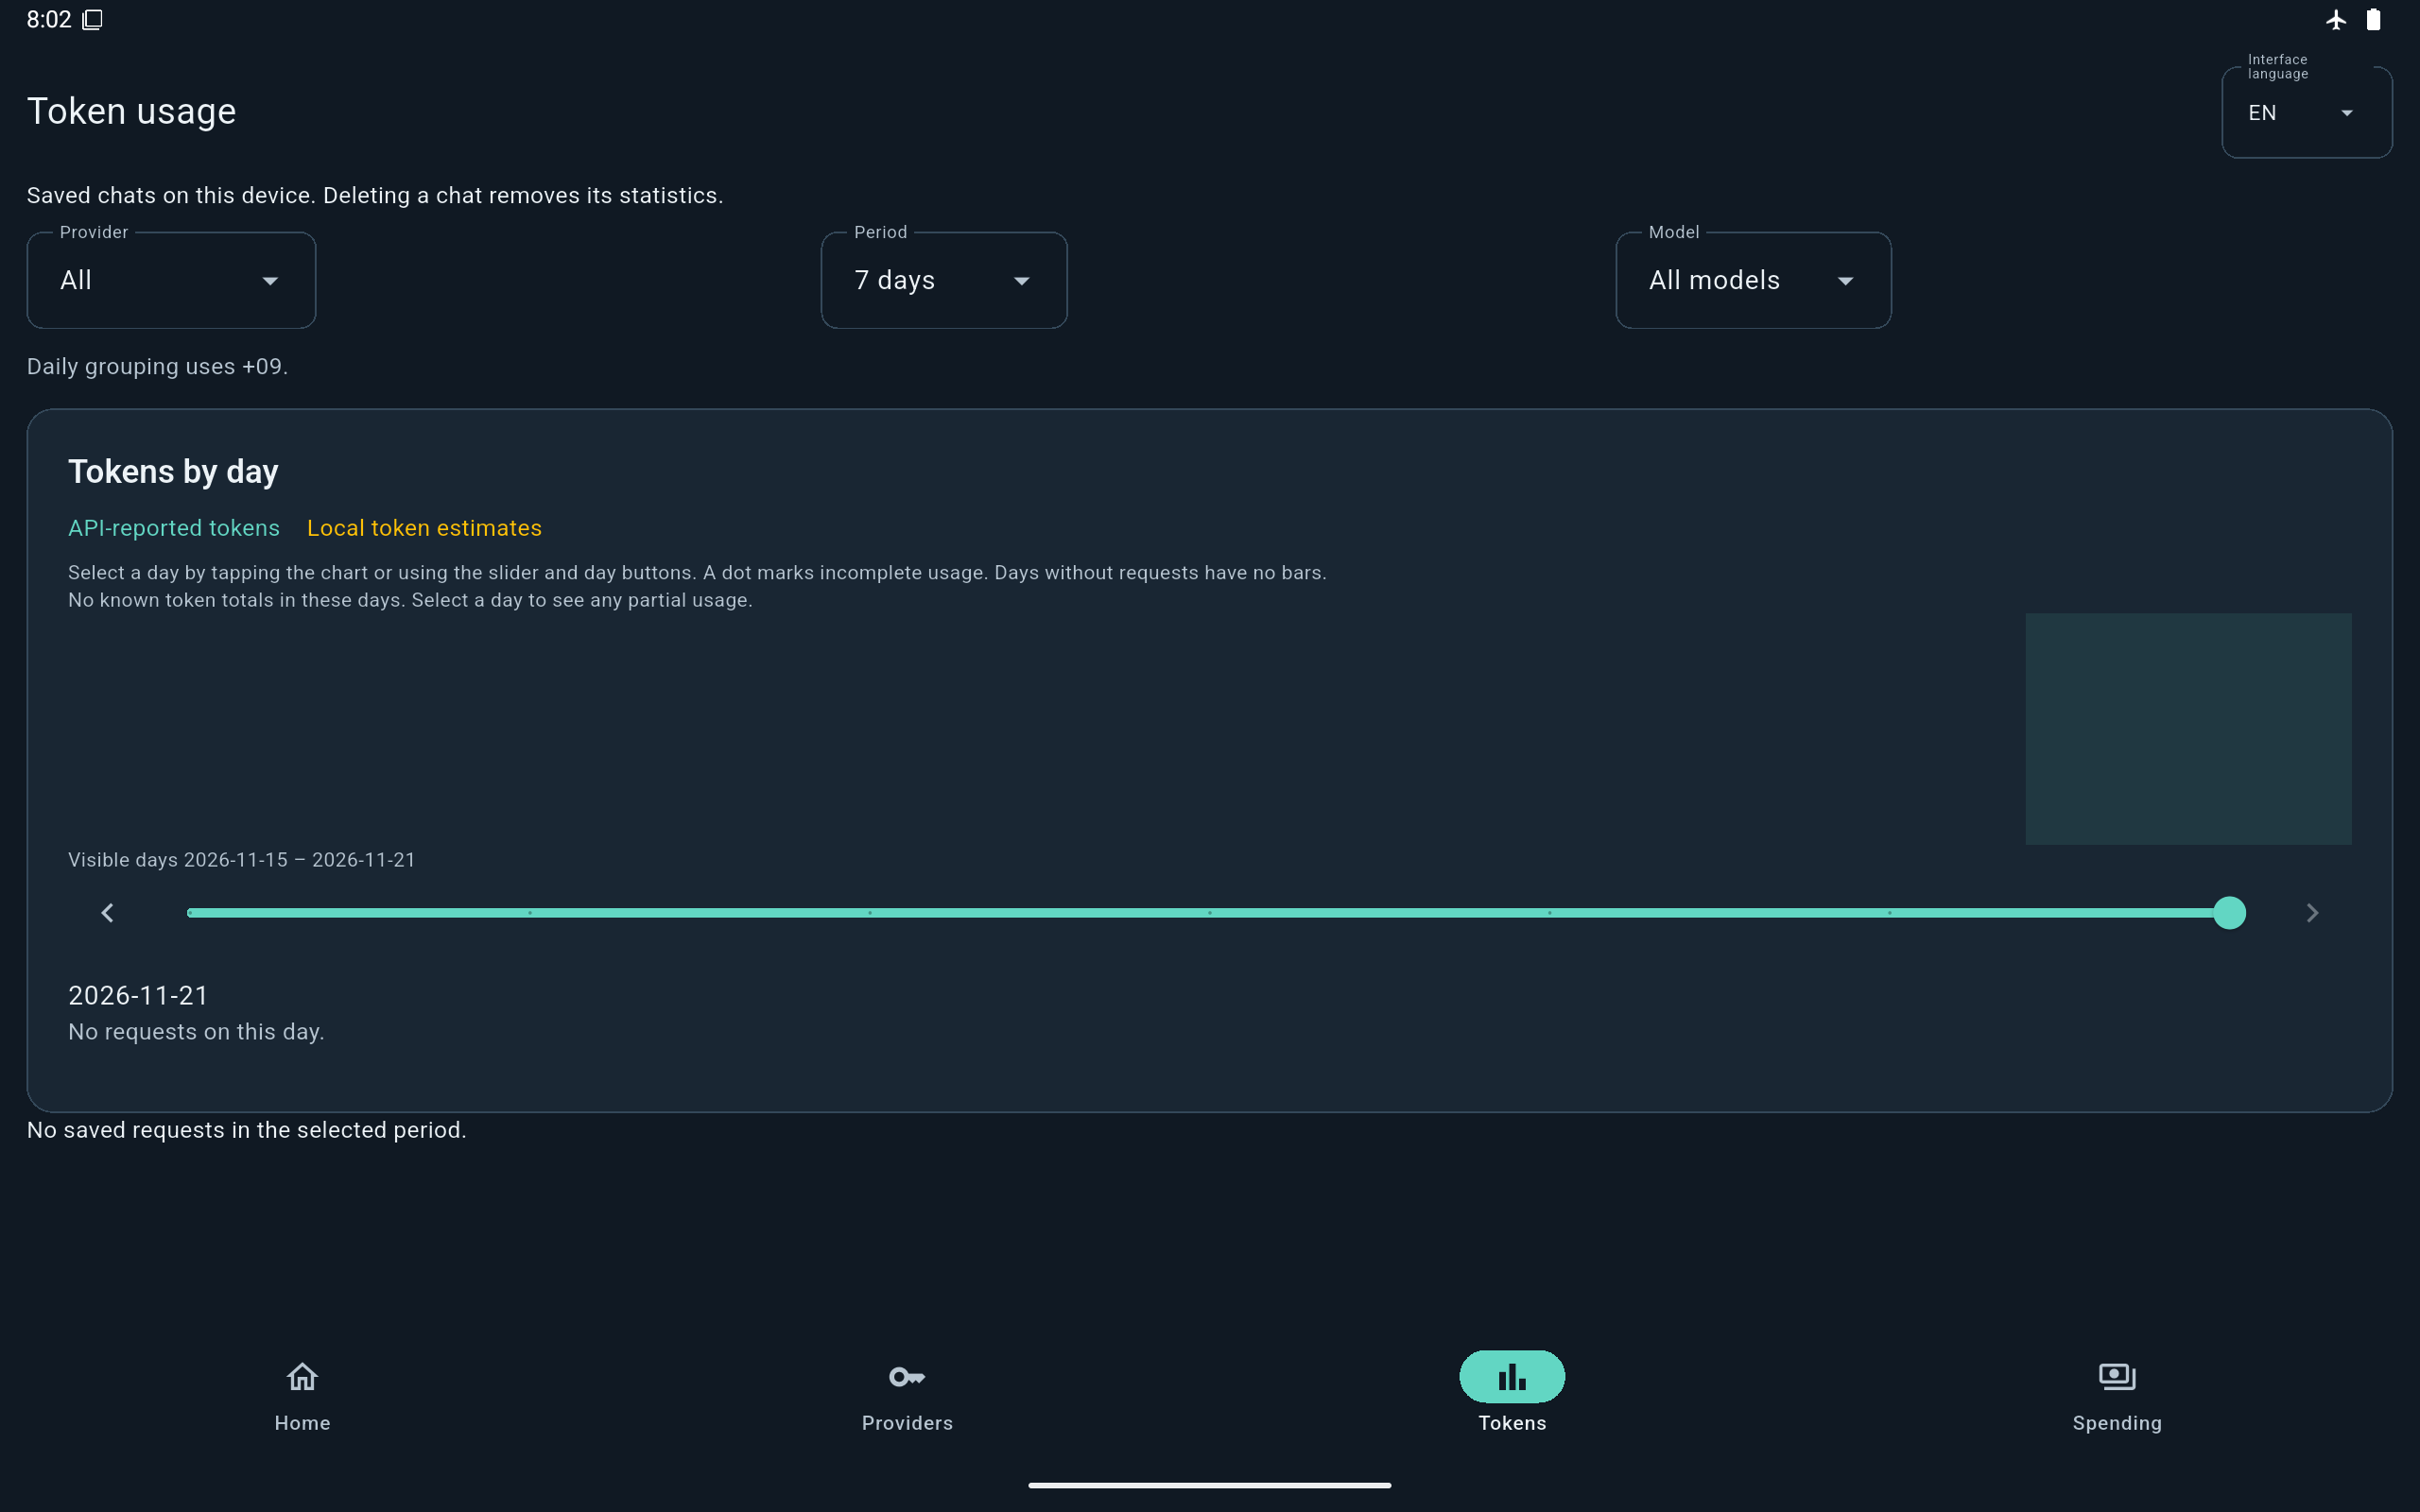 8:02
Interface
language
Token usage
EN
Saved chats on this device. Deleting a chat removes its statistics.
Provider
All
Period
7 days
Model
All models
Daily grouping uses +09.
Tokens by day
API-reported tokens Local token estimates
Select a day by tapping the chart or using the slider and day buttons. A dot marks incomplete usage. Days without requests have no bars.
No known token totals in these days. Select a day to see any partial usage.
Visible days 2026-11-15 – 2026-11-21
2026-11-21
No requests on this day.
No saved requests in the selected period.
Home
Providers
Tokens
Spending